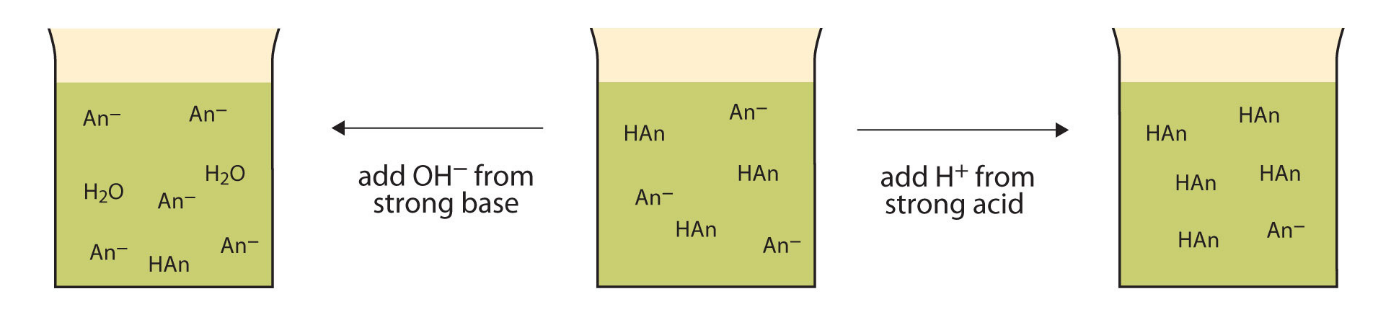 An⁻ An⁻
H₂O H₂O
An⁻
An⁻ HAn An⁻
add OH⁻ from
strong base
An⁻
HAn
HAn
An⁻
HAn
An⁻
add H⁺ from
strong acid
HAn HAn
HAn HAn
HAn An⁻